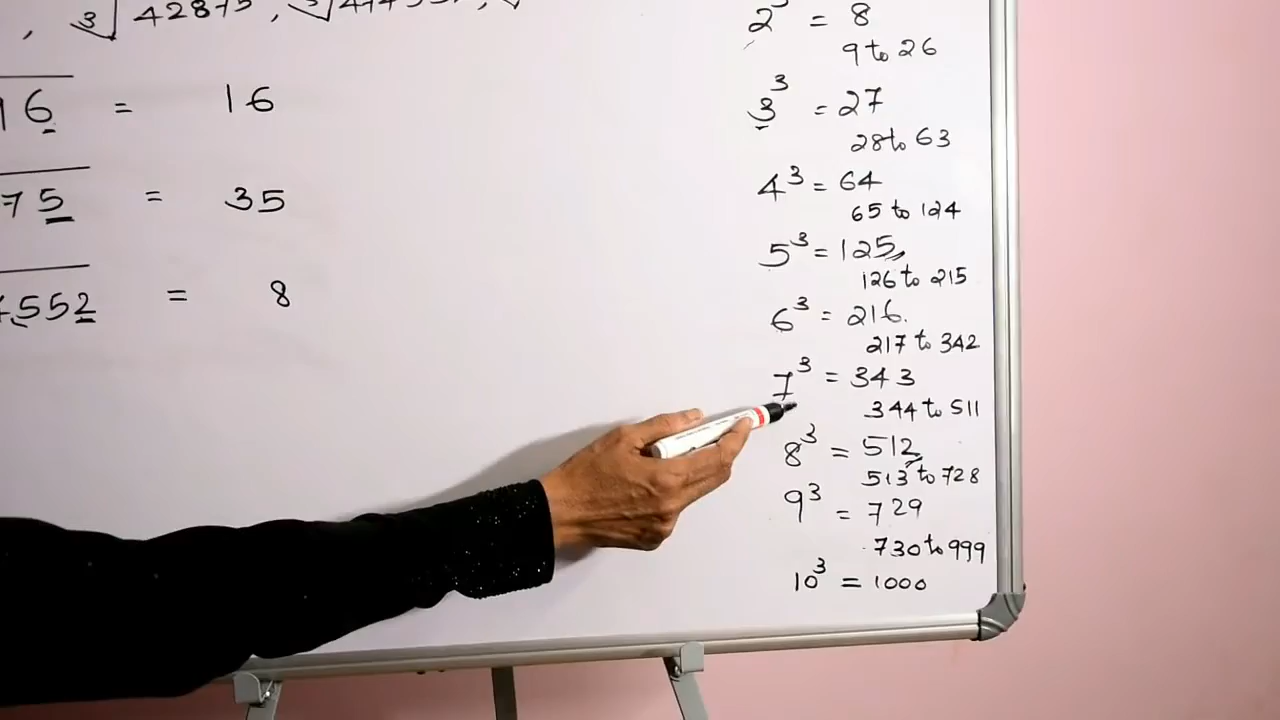 , ∛42875,
16 = 16
75 = 35
4552 = 8
2³ = 8
9 to 26
3³ = 27
28 to 63
4³ = 64
65 to 124
5³ = 125,
126 to 215
6³ = 216.
217 to 342
7³ = 343
344 to 511
8³ = 512
513 to 728
9³ = 729
730 to 999
10³ = 1000